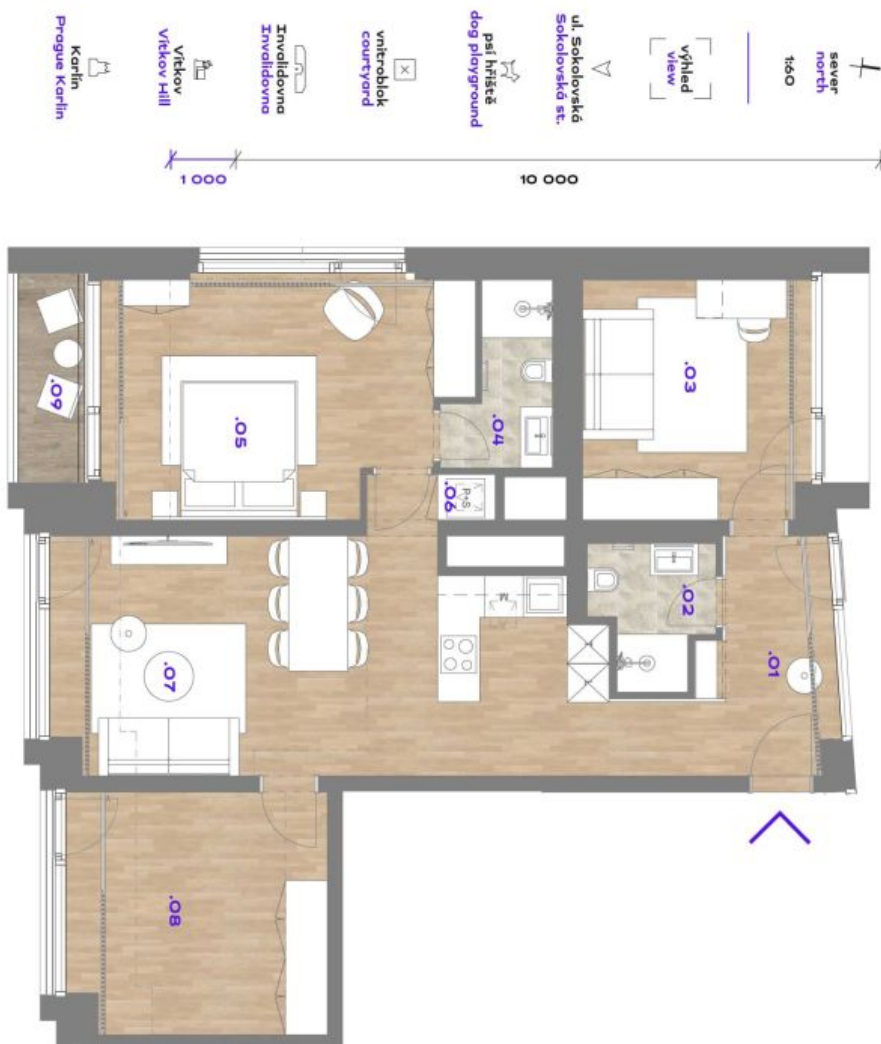 sever
north
1:60
výhled
view
ul. Sokolovská
Sokolovská st.
psí hřiště
dog playground
vnitroblok
courtyard
Invalidovna
Invalidovna
Vítkov
Vítkov Hill
Karlín
Prague Karlin
1 000
10 000
.03
.04
.05
.09
.06
P+S
.02
.01
M
.07
.08